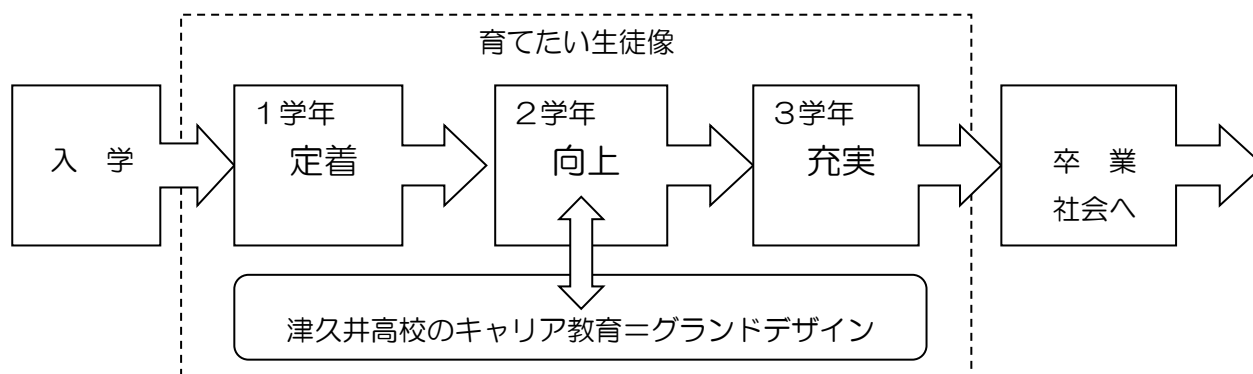 育てたい生徒像
入　学
１学年
定着
２学年
向上
３学年
充実
卒　業
社会へ
津久井高校のキャリア教育＝グランドデザイン